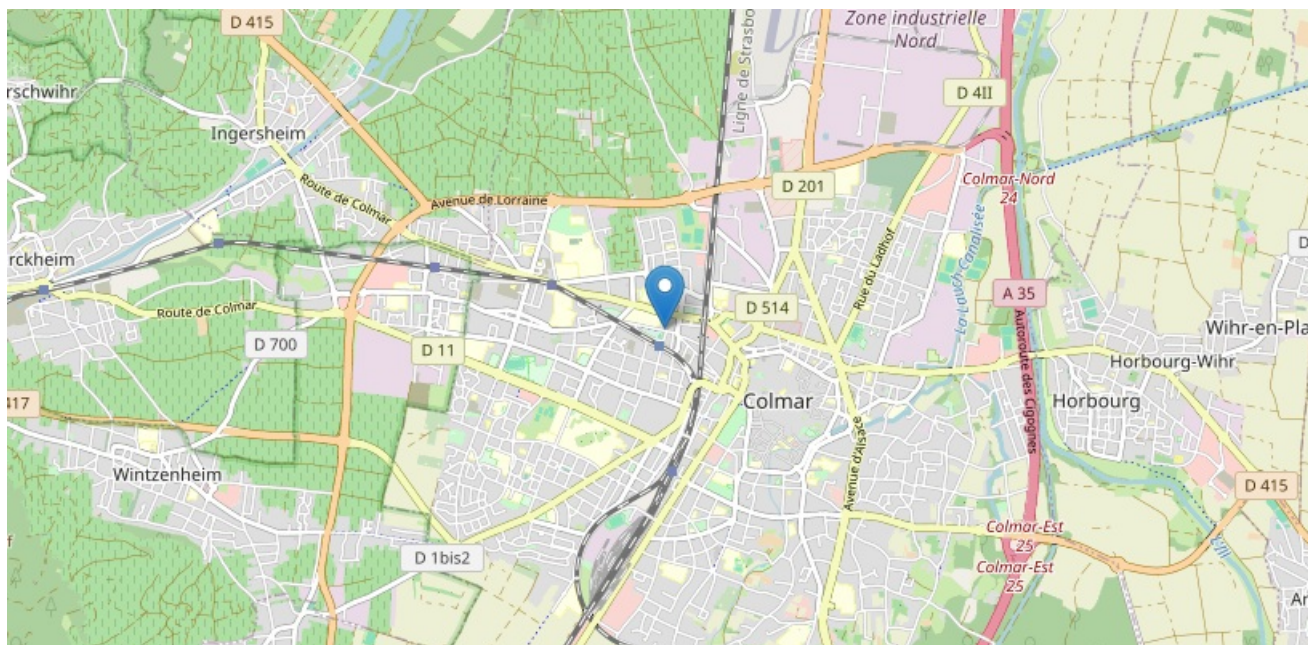 D 415
Zone industrielle
Nord
Ligne de Strasbo
rschwihr
D 4II
Ingersheim
Colmar-Nord
24
Route de Colmar
Avenue de Lorraine
D 201
La Lauch Canalisée
Rue du Ladhof
rckheim
D
A 35
Route de Colmar
D 514
Wihr-en-Pla
D 700
D 11
Horbourg-Wihr
Autoroute des Cigognes
417
Colmar
Horbourg
Wintzenheim
Avenue d'Alsace
D 415
Colmar-Est
25
D 1bis2
L'Ill
Colmar-Est
25
f
Ar